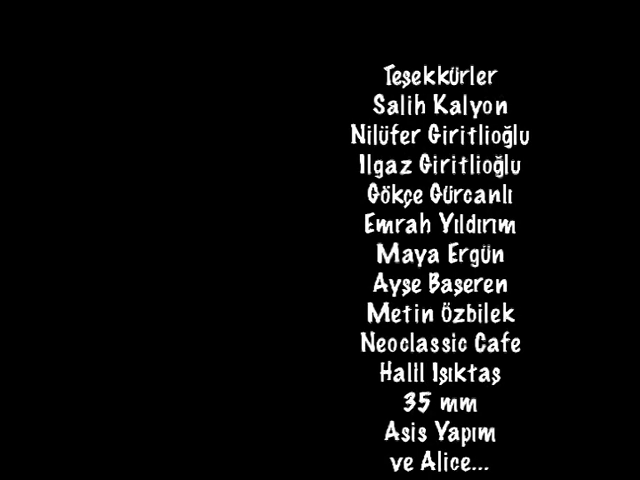 Teşekkürler
Salih Kalyon
Nilüfer Giritlioğlu
Ilgaz Giritlioğlu
Gökçe Gürcanlı
Emrah Yıldırım
Maya Ergün
Ayşe Başeren
Metin Özbilek
Neoclassic Cafe
Halil Işıktaş
35 mm
Asis Yapım
ve Alice...